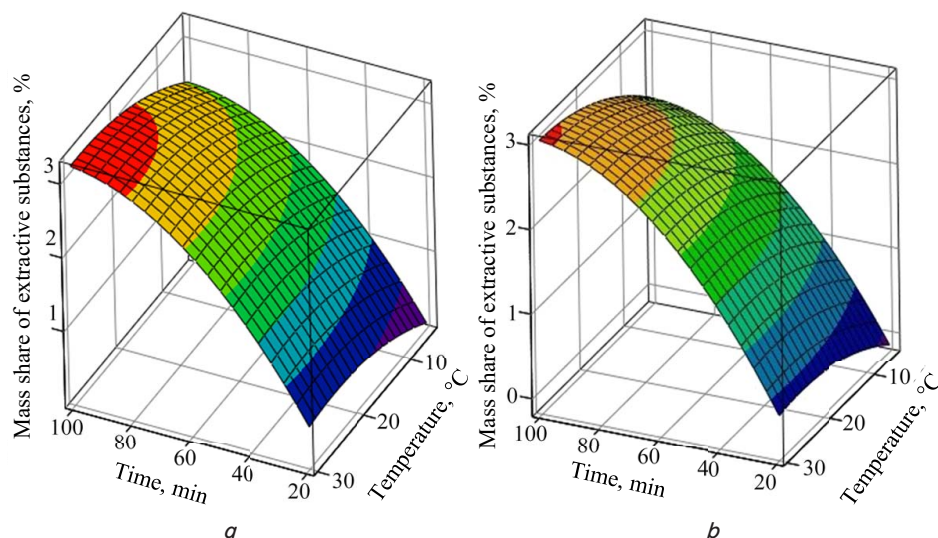 Mass share of extractive substances, %
3
2
1
100
80
60
40
20
Time, min
10
20
30
Temperature, °C
a
Mass share of extractive substances, %
3
2
1
0
100
80
60
40
20
Time, min
10
20
30
Temperature, °C
b